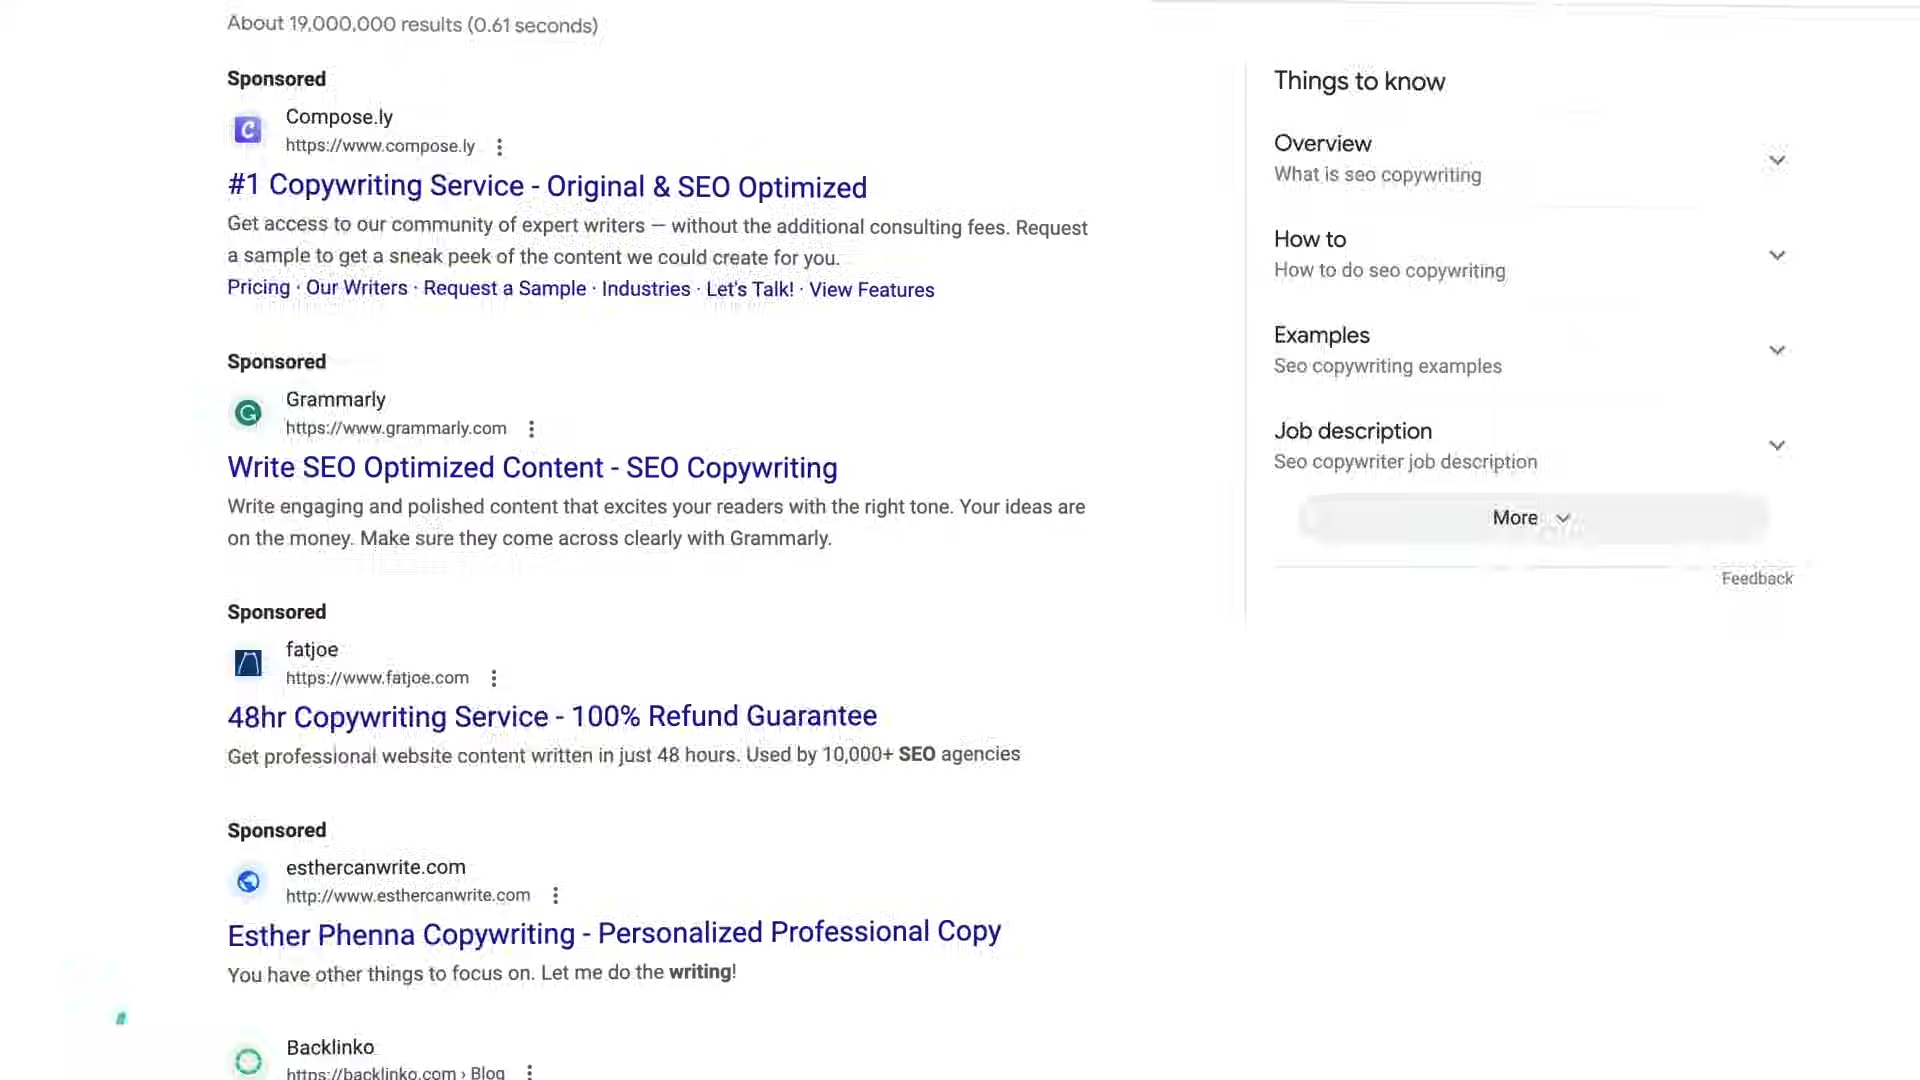 About 19,000,000 results (0.61 seconds)
Sponsored
Compose.ly
https://www.compose.ly
#1 Copywriting Service - Original & SEO Optimized
Get access to our community of expert writers — without the additional consulting fees. Request
a sample to get a sneak peek of the content we could create for you.
Pricing · Our Writers · Request a Sample · Industries · Let's Talk! · View Features
Sponsored
Grammarly
https://www.grammarly.com
Write SEO Optimized Content - SEO Copywriting
Write engaging and polished content that excites your readers with the right tone. Your ideas are
on the money. Make sure they come across clearly with Grammarly.
Sponsored
fatjoe
https://www.fatjoe.com
48hr Copywriting Service - 100% Refund Guarantee
Get professional website content written in just 48 hours. Used by 10,000+ SEO agencies
Sponsored
esthercanwrite.com
http://www.esthercanwrite.com
Esther Phenna Copywriting - Personalized Professional Copy
You have other things to focus on. Let me do the writing!
Backlinko
https://backlinko.com › Blog
Things to know
Overview
What is seo copywriting
How to
How to do seo copywriting
Examples
Seo copywriting examples
Job description
Seo copywriter job description
More
Feedback